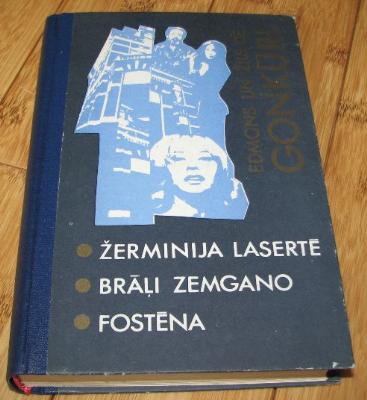 EDMONS UN ŽILS DE
GONKŪRI
ŽERMINIJA LASERTĒ
BRĀĻI ZEMGANO
FOSTĒNA